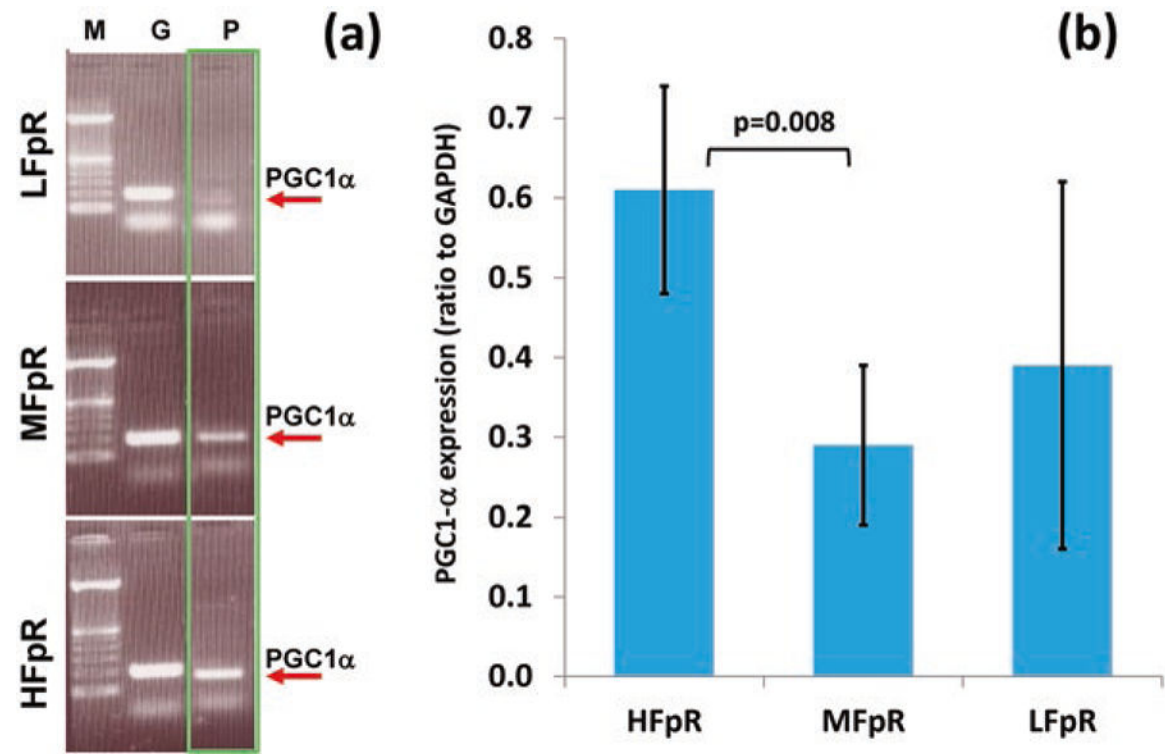 M G P
(a)
LFpR
PGC1α
MFpR
PGC1α
HFpR
PGC1α
(b)
PGC1-α expression (ratio to GAPDH)
0.8
0.7
0.6
0.5
0.4
0.3
0.2
0.1
0.0
p=0.008
HFpR MFpR LFpR